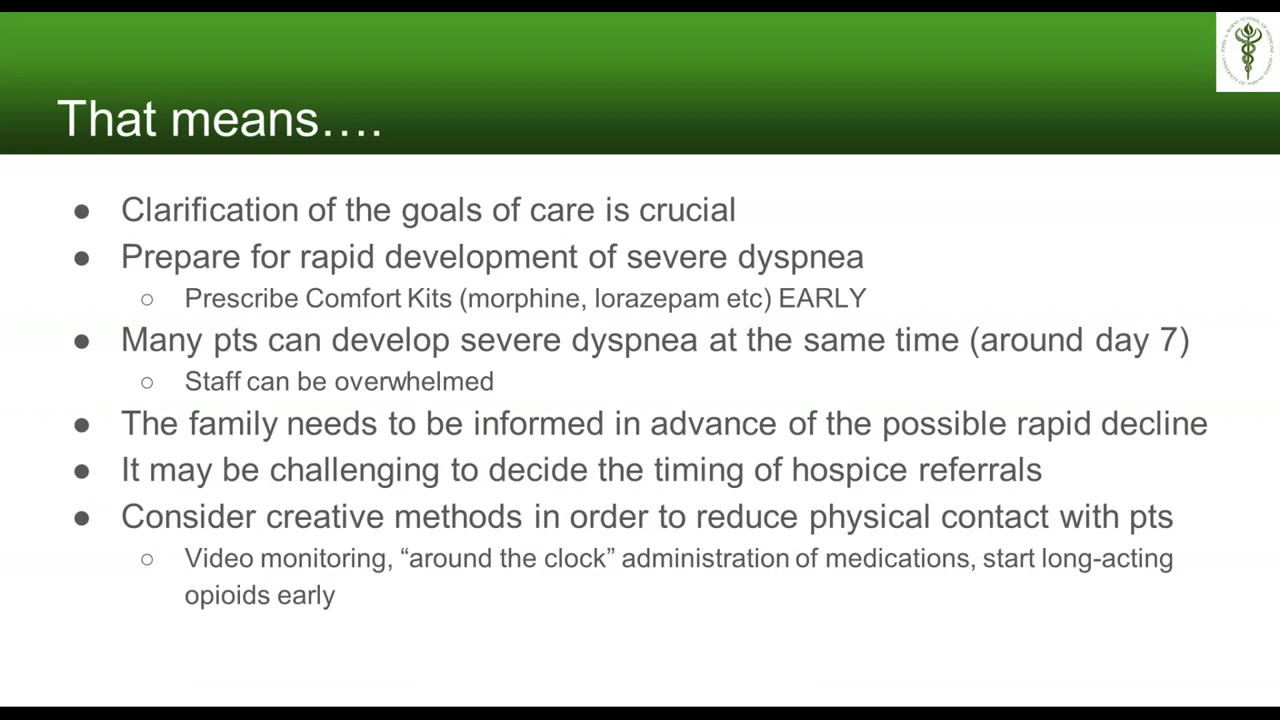 That means….
● Clarification of the goals of care is crucial
● Prepare for rapid development of severe dyspnea
○ Prescribe Comfort Kits (morphine, lorazepam etc) EARLY
● Many pts can develop severe dyspnea at the same time (around day 7)
○ Staff can be overwhelmed
● The family needs to be informed in advance of the possible rapid decline
● It may be challenging to decide the timing of hospice referrals
● Consider creative methods in order to reduce physical contact with pts
○ Video monitoring, “around the clock” administration of medications, start long-acting
opioids early